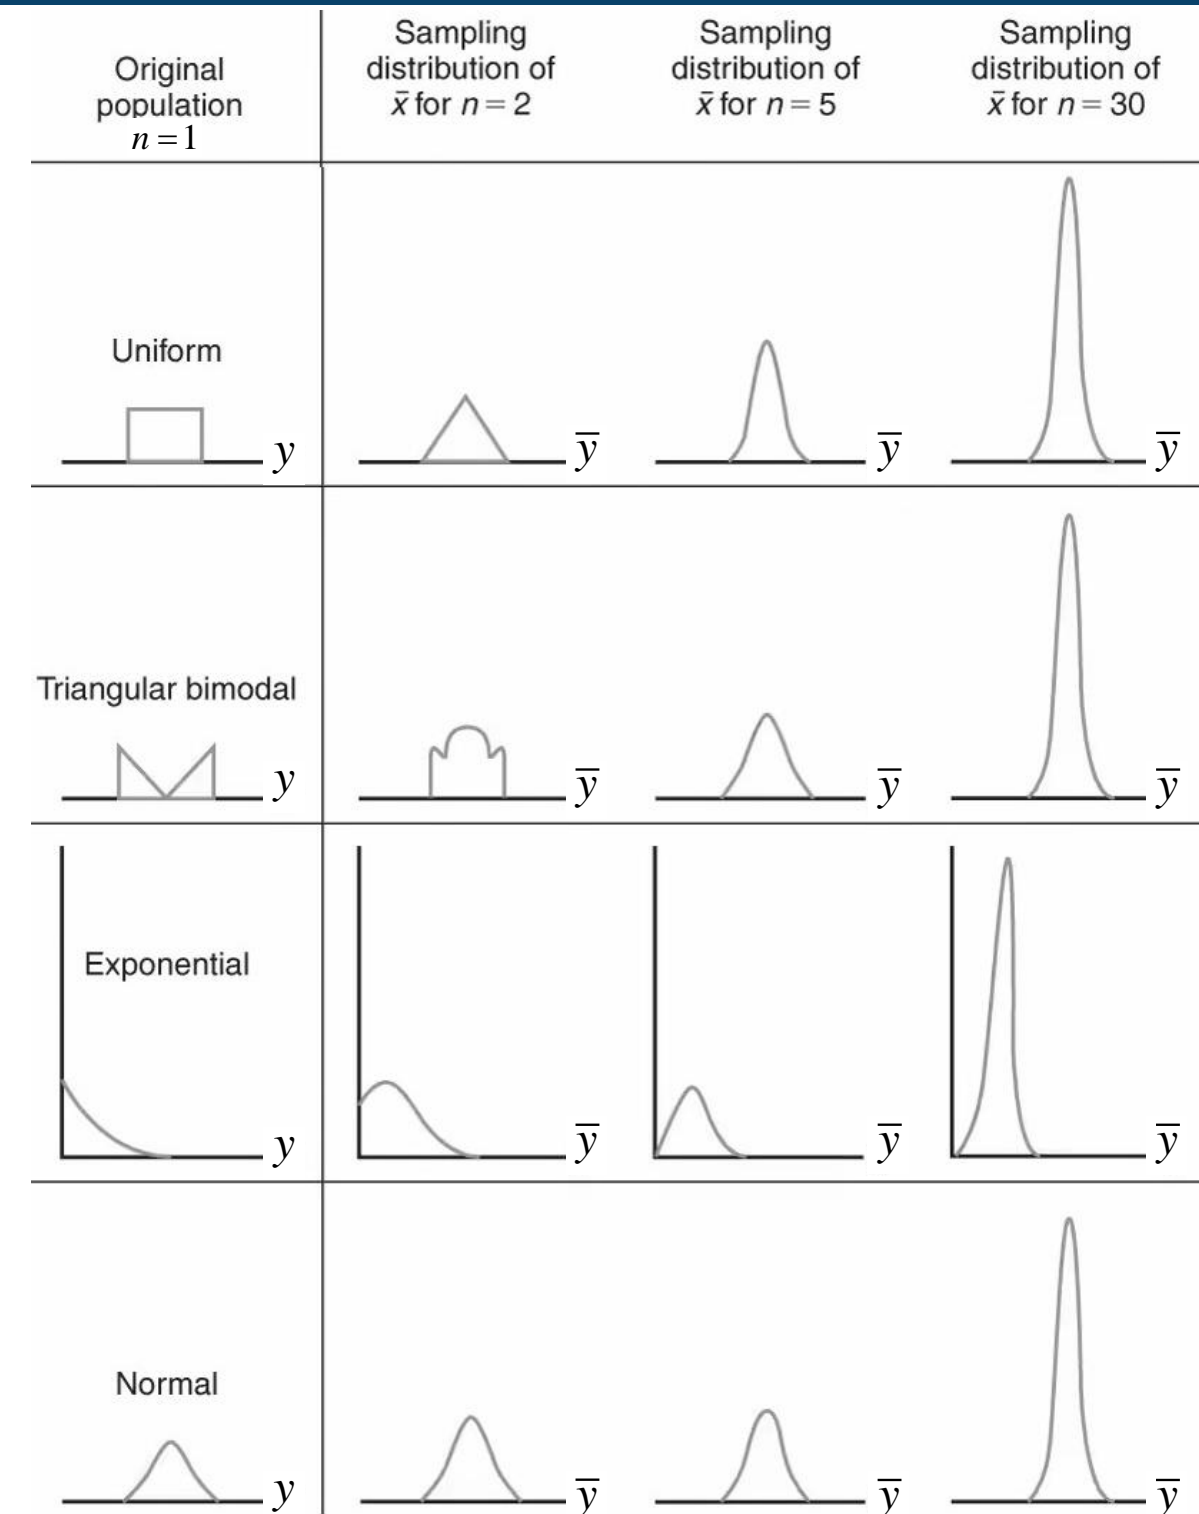 Original
population
n = 1
Sampling
distribution of
x̄ for n = 2
Sampling
distribution of
x̄ for n = 5
Sampling
distribution of
x̄ for n = 30
Uniform
y
ȳ
ȳ
ȳ
Triangular bimodal
y
ȳ
ȳ
ȳ
Exponential
y
ȳ
ȳ
ȳ
Normal
y
ȳ
ȳ
ȳ